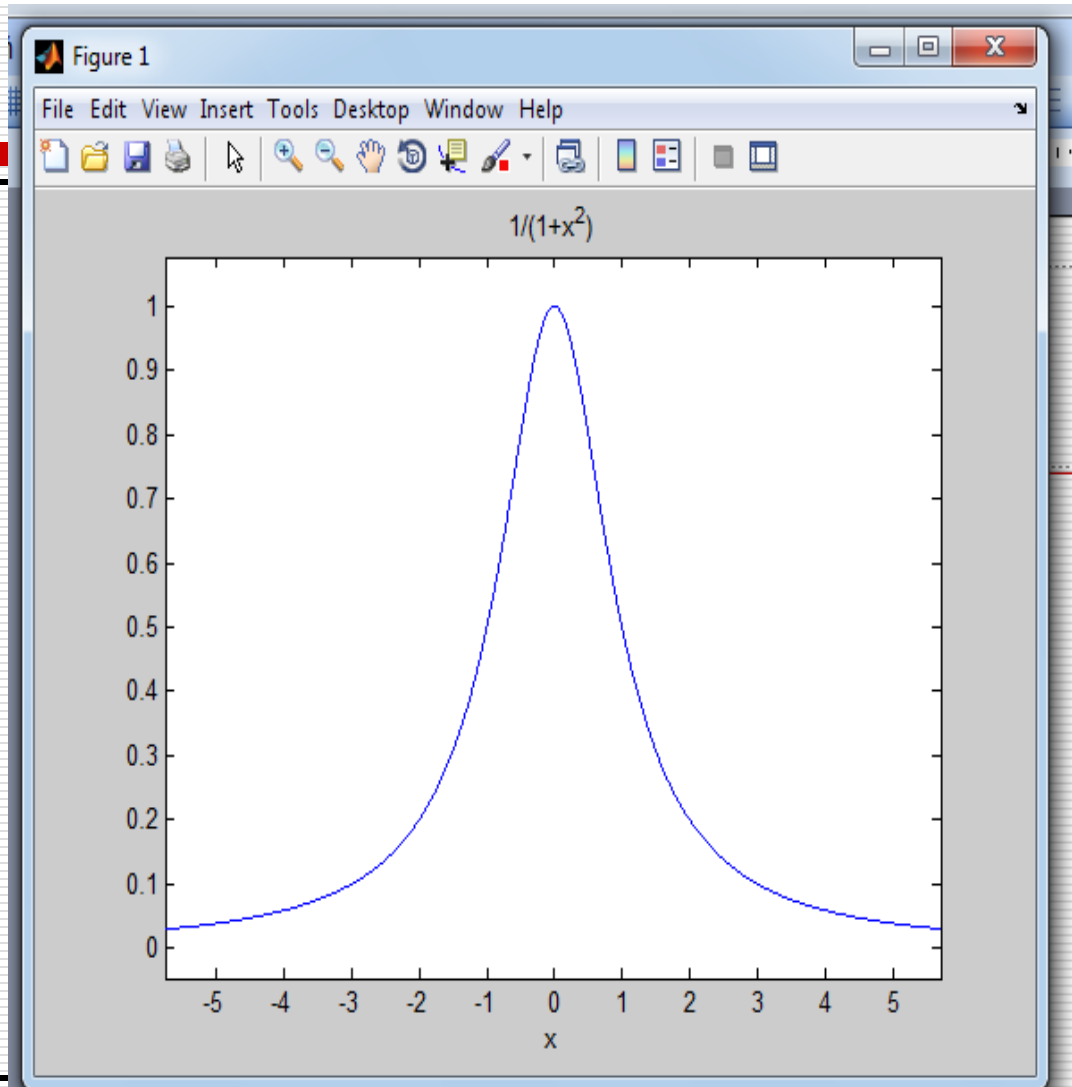 Figure 1
File Edit View Insert Tools Desktop Window Help
1/(1+x²)
1
0.9
0.8
0.7
0.6
0.5
0.4
0.3
0.2
0.1
0
-5 -4 -3 -2 -1 0 1 2 3 4 5
x